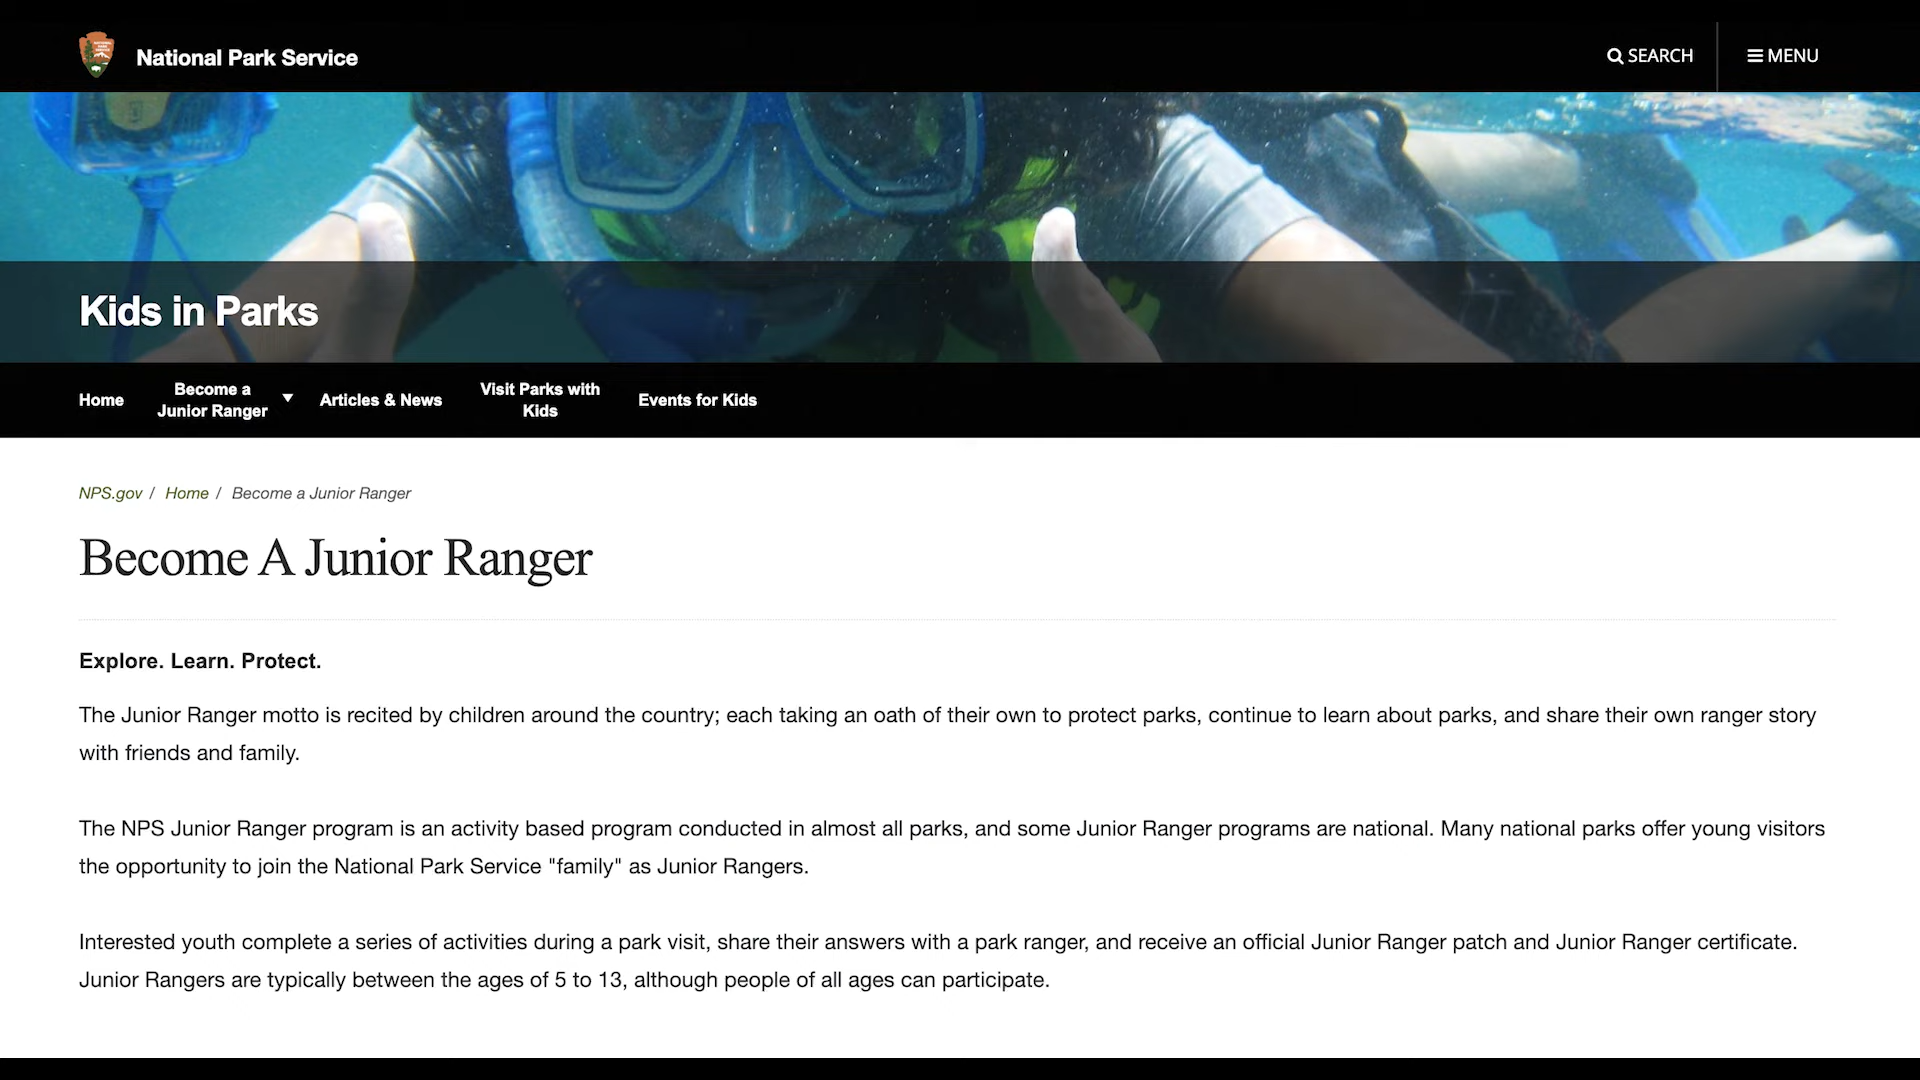 National Park Service
SEARCH
MENU
Kids in Parks
Home
Become a
Junior Ranger
Articles & News
Visit Parks with
Kids
Events for Kids
NPS.gov / Home / Become a Junior Ranger
Become A Junior Ranger
Explore. Learn. Protect.
The Junior Ranger motto is recited by children around the country; each taking an oath of their own to protect parks, continue to learn about parks, and share their own ranger story
with friends and family.
The NPS Junior Ranger program is an activity based program conducted in almost all parks, and some Junior Ranger programs are national. Many national parks offer young visitors
the opportunity to join the National Park Service "family" as Junior Rangers.
Interested youth complete a series of activities during a park visit, share their answers with a park ranger, and receive an official Junior Ranger patch and Junior Ranger certificate.
Junior Rangers are typically between the ages of 5 to 13, although people of all ages can participate.